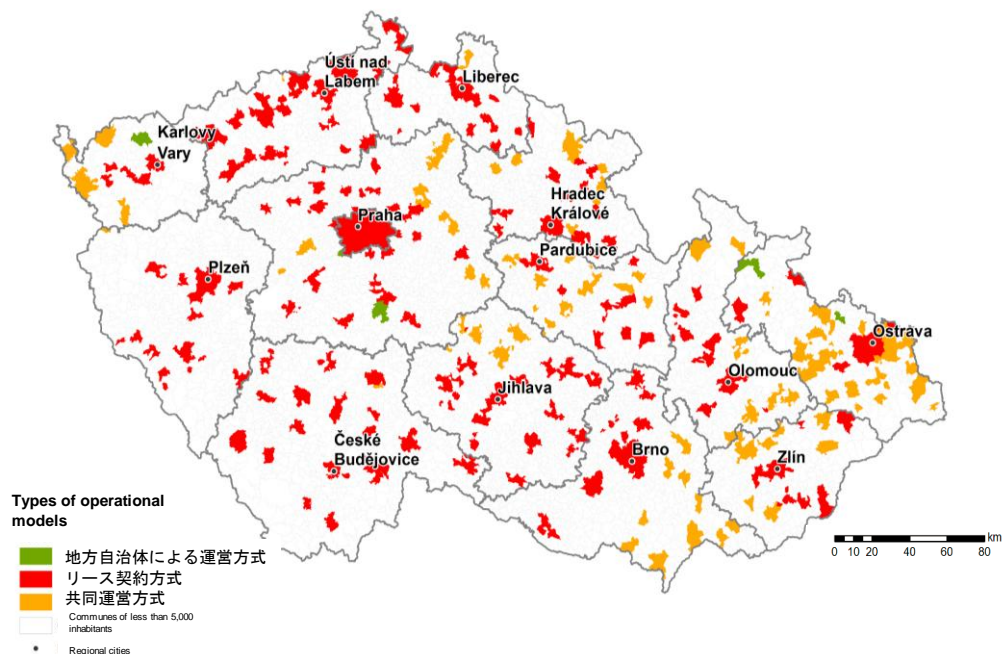 Ústí nad
Labem
Liberec
Karlovy
Vary
Hradec
Králové
Praha
Pardubice
Plzeň
Ostrava
Olomouc
Jihlava
České
Budějovice
Brno
Zlín
Types of operational
models
地方自治体による運営方式
リース契約方式
共同運営方式
Communes of less than 5,000
inhabitants
Regional cities
km
0 10 20 40 60 80